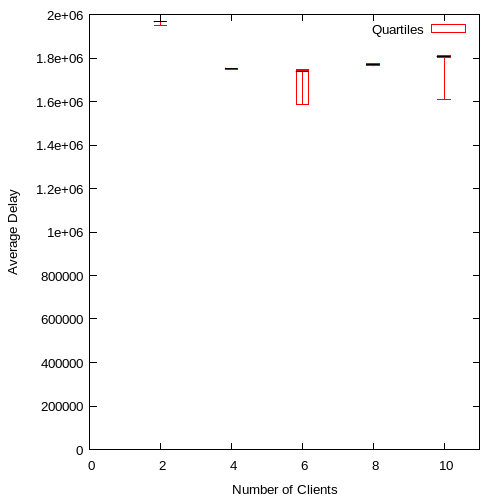 2e+06
1.8e+06
1.6e+06
1.4e+06
1.2e+06
1e+06
800000
600000
400000
200000
0
Quartiles
Average Delay
0 2 4 6 8 10
Number of Clients